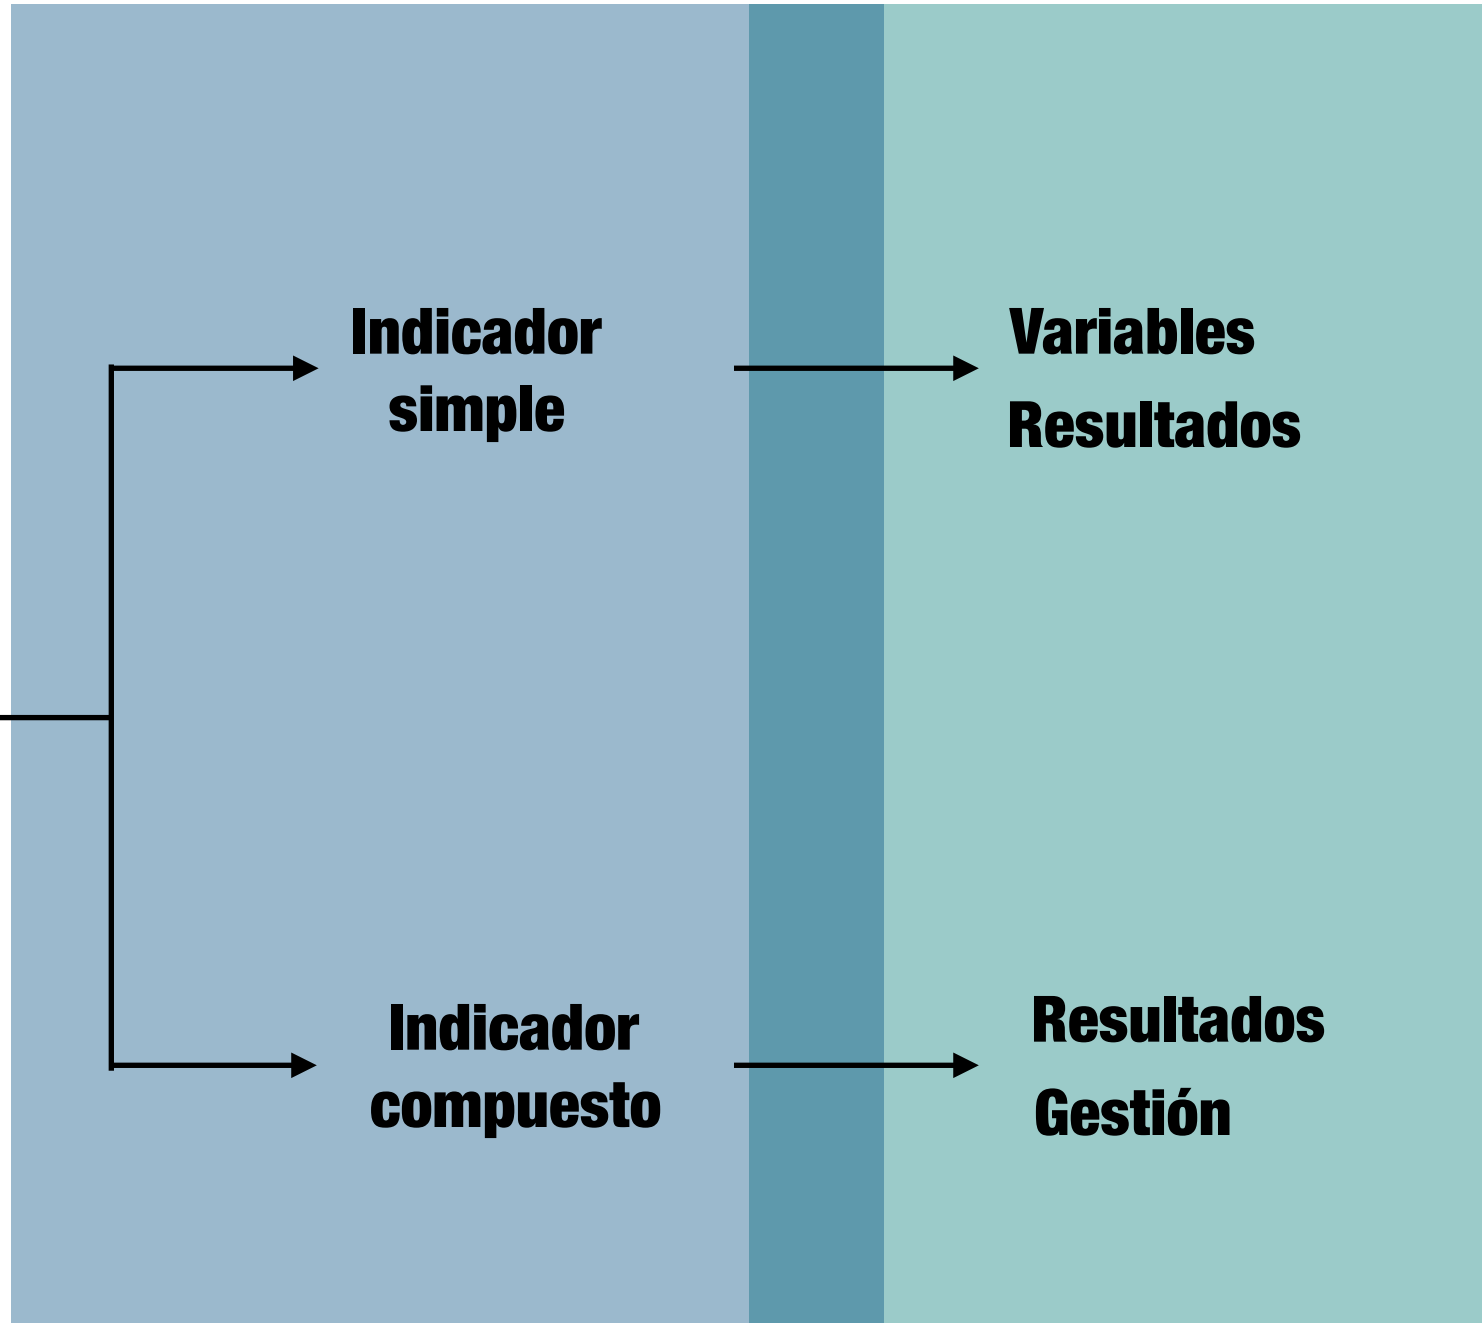 Indicador
simple
Variables
Resultados
Indicador
compuesto
Resultados
Gestión